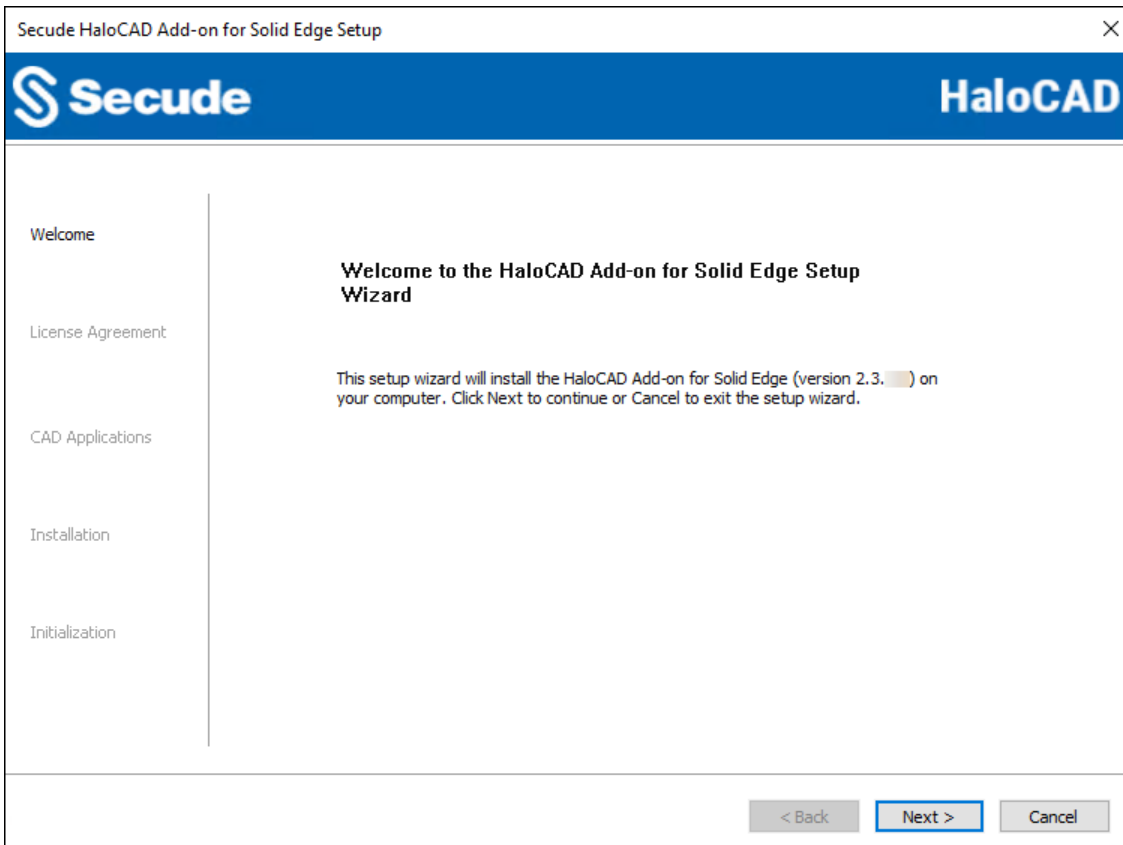 Secude HaloCAD Add-on for Solid Edge Setup
Secude
HaloCAD
Welcome
License Agreement
CAD Applications
Installation
Initialization
Welcome to the HaloCAD Add-on for Solid Edge Setup
Wizard
This setup wizard will install the HaloCAD Add-on for Solid Edge (version 2.3. ) on
your computer. Click Next to continue or Cancel to exit the setup wizard.
< Back
Next >
Cancel